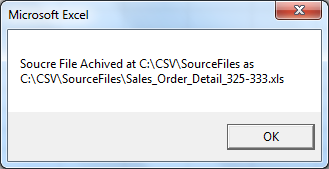 Microsoft Excel
Soucre File Achived at C:\CSV\SourceFiles as
C:\CSV\SourceFiles\Sales_Order_Detail_325-333.xls
OK